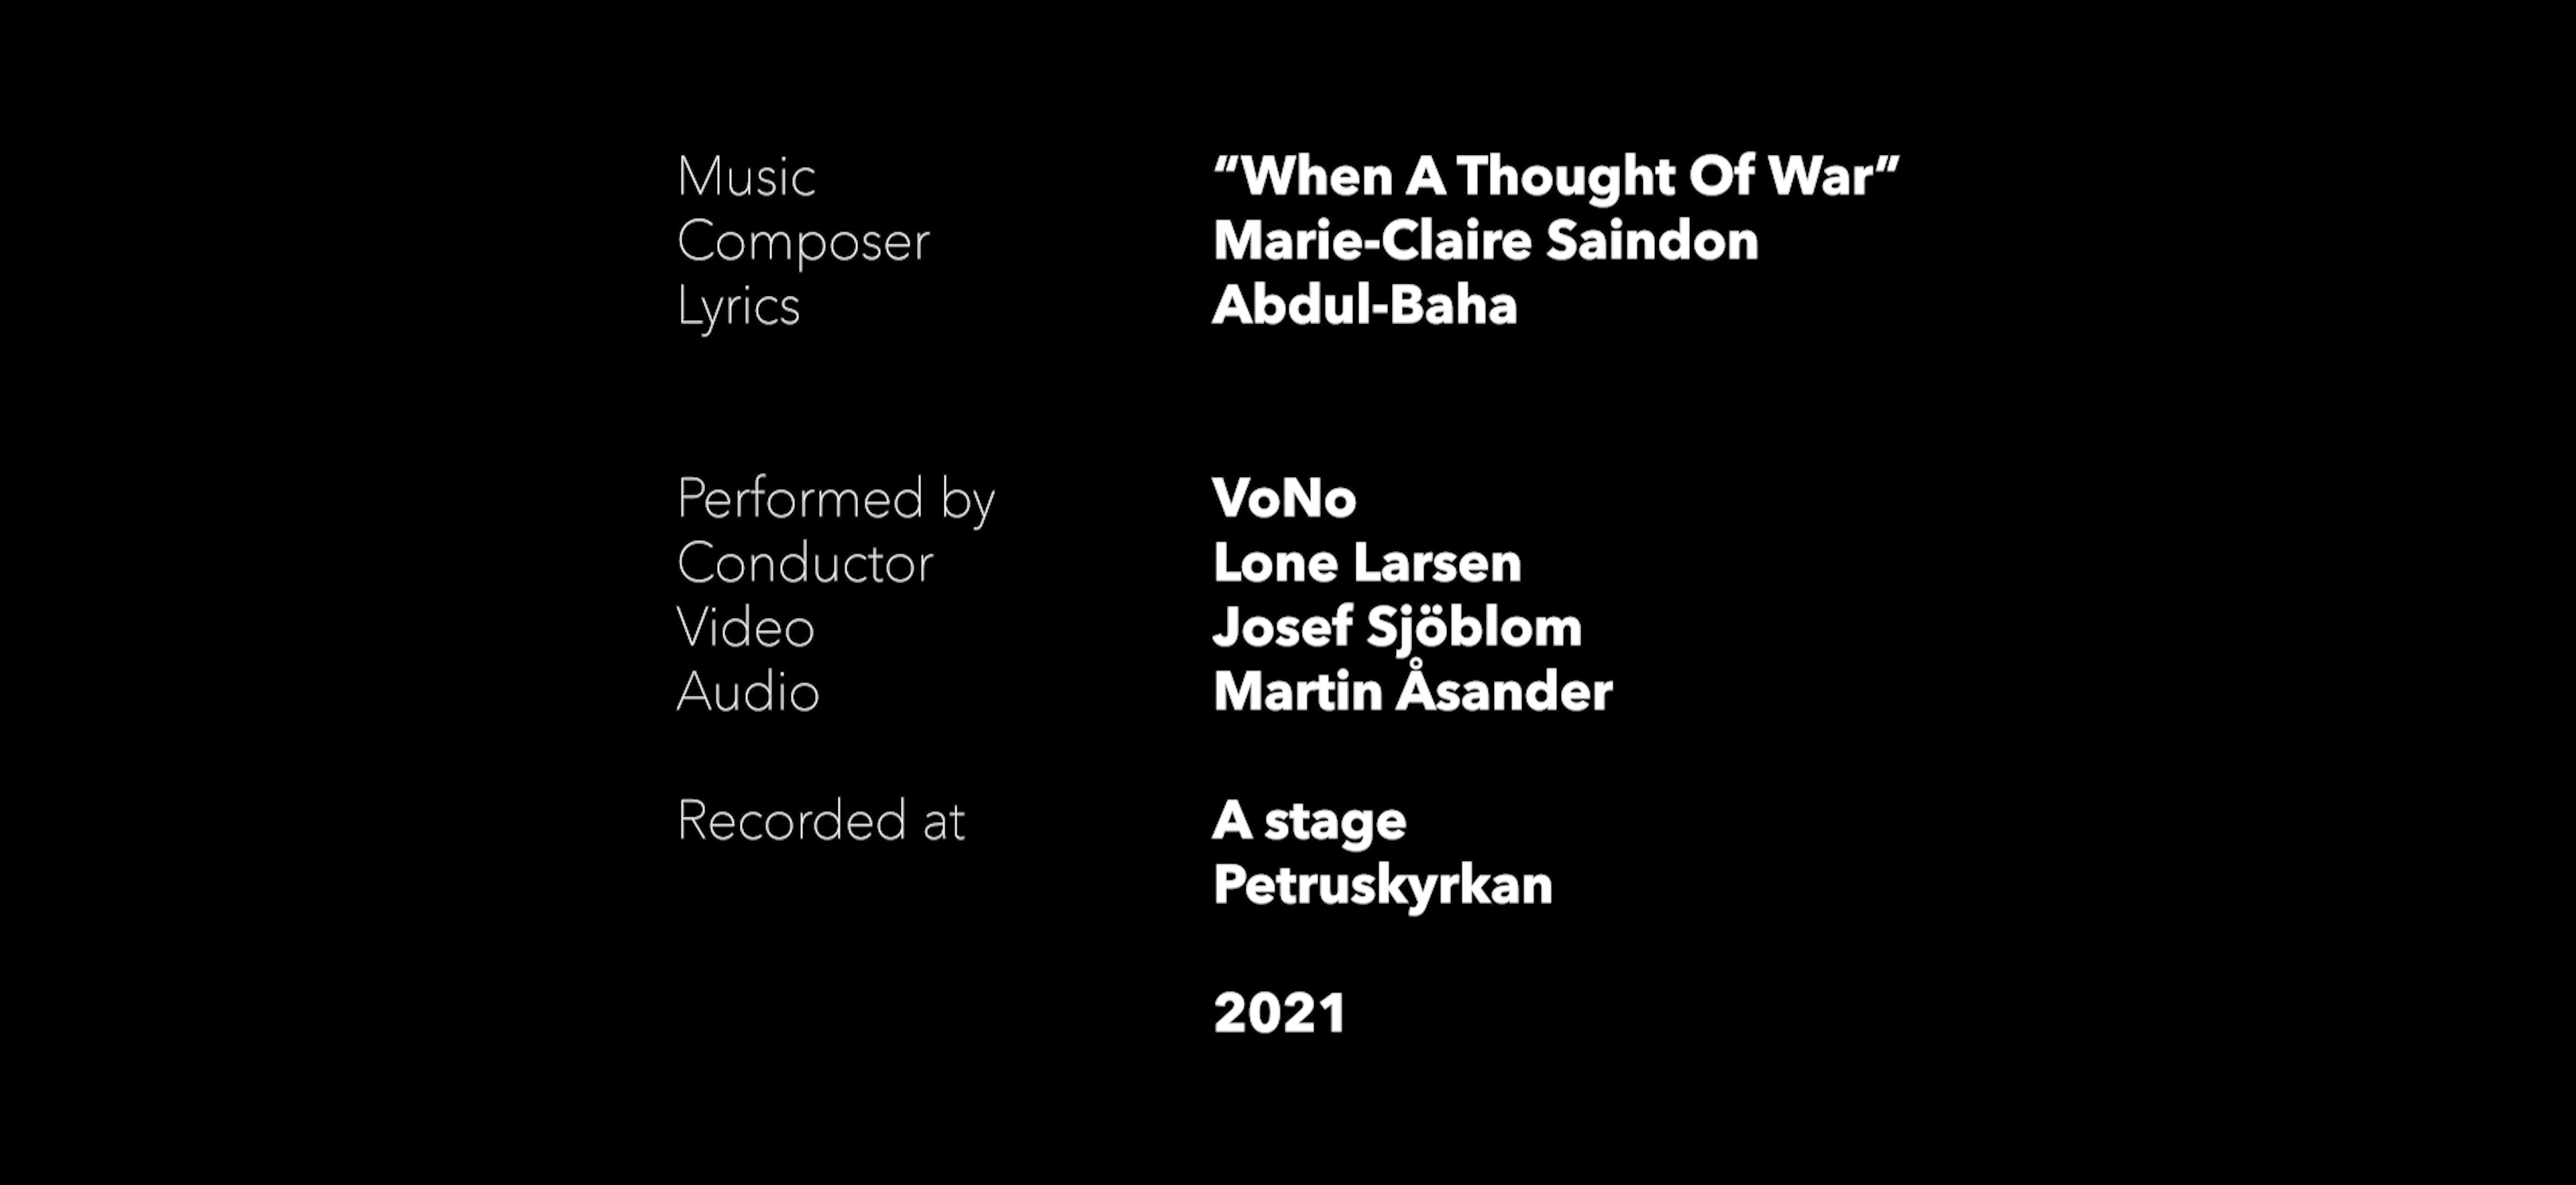 Music “When A Thought Of War”
Composer Marie-Claire Saindon
Lyrics Abdul-Baha
Performed by VoNo
Conductor Lone Larsen
Video Josef Sjöblom
Audio Martin Åsander
Recorded at A stage
Petruskyrkan
2021